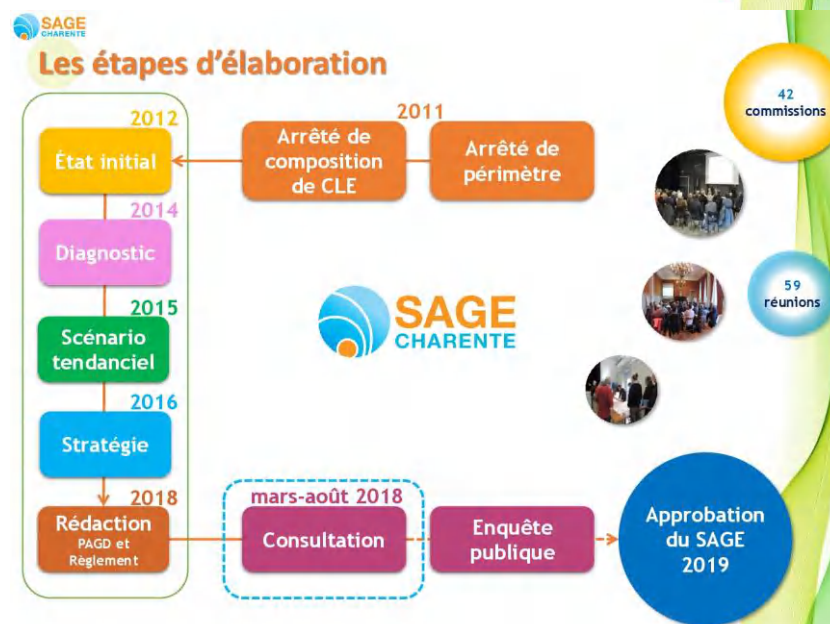 SAGE
CHARENTE
Les étapes d'élaboration
42
commissions
2011
Arrêté de
périmètre
Arrêté de
composition
de CLE
2012
État initial
2014
Diagnostic
2015
Scénario
tendanciel
2016
Stratégie
2018
Rédaction
PAGD et
Règlement
SAGE
CHARENTE
59
réunions
mars-août 2018
Consultation
Enquête
publique
Approbation
du SAGE
2019